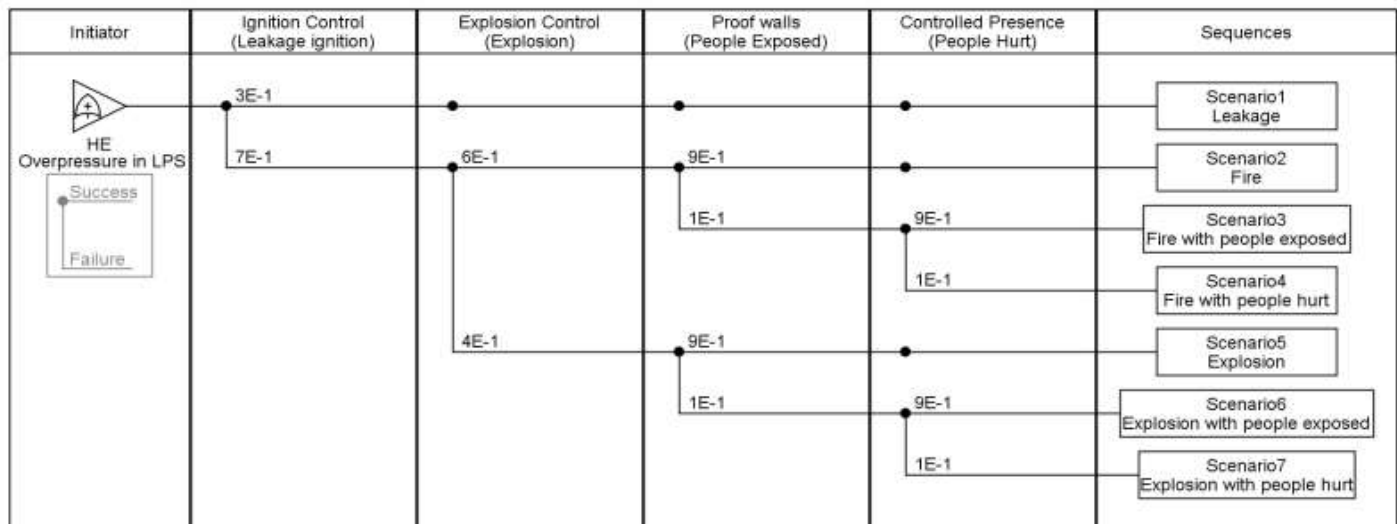 Initiator
Ignition Control
(Leakage ignition)
Explosion Control
(Explosion)
Proof walls
(People Exposed)
Controlled Presence
(People Hurt)
Sequences
3E-1
Scenario1
Leakage
HE
Overpressure in LPS
7E-1
6E-1
9E-1
Scenario2
Fire
Success
Failure
1E-1
9E-1
Scenario3
Fire with people exposed
1E-1
Scenario4
Fire with people hurt
4E-1
9E-1
Scenario5
Explosion
1E-1
9E-1
Scenario6
Explosion with people exposed
1E-1
Scenario7
Explosion with people hurt